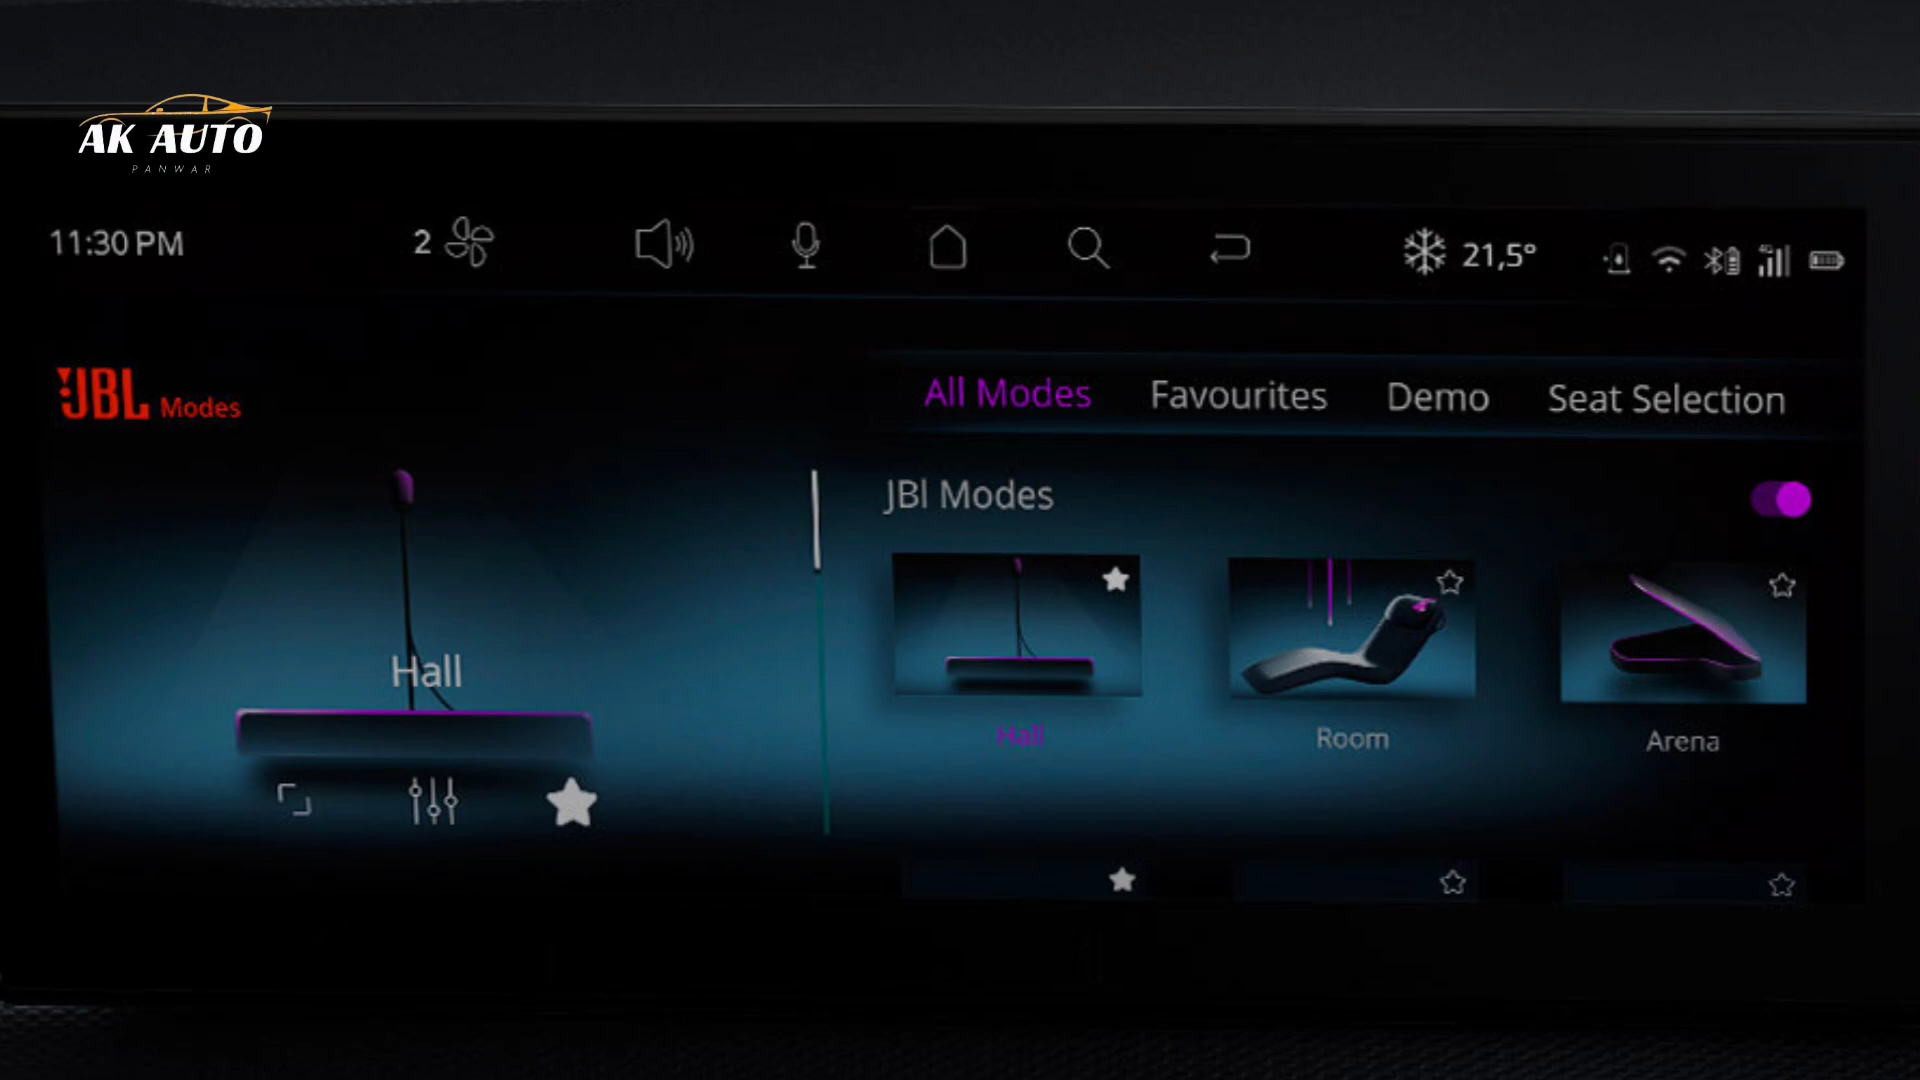 AK AUTO
PANWAR
11:30 PM
2
21,5°
4G
JBL Modes
All Modes Favourites Demo Seat Selection
JBl Modes
Hall
Hall
Room
Arena